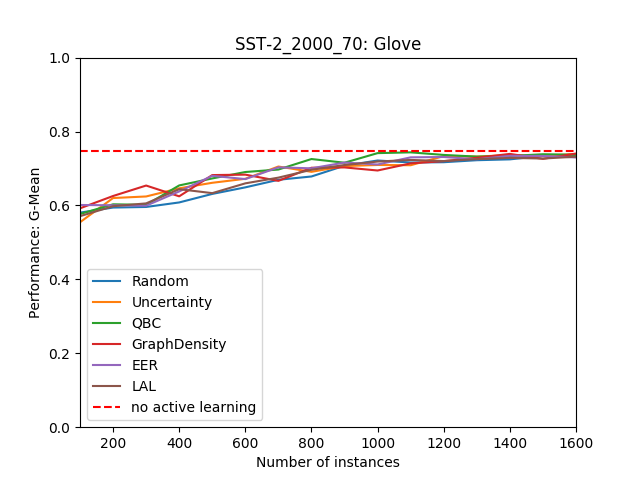 SST-2_2000_70: Glove
1.0
0.8
0.6
0.4
0.2
0.0
Performance: G-Mean
Random
Uncertainty
QBC
GraphDensity
EER
LAL
no active learning
200 400 600 800 1000 1200 1400 1600
Number of instances